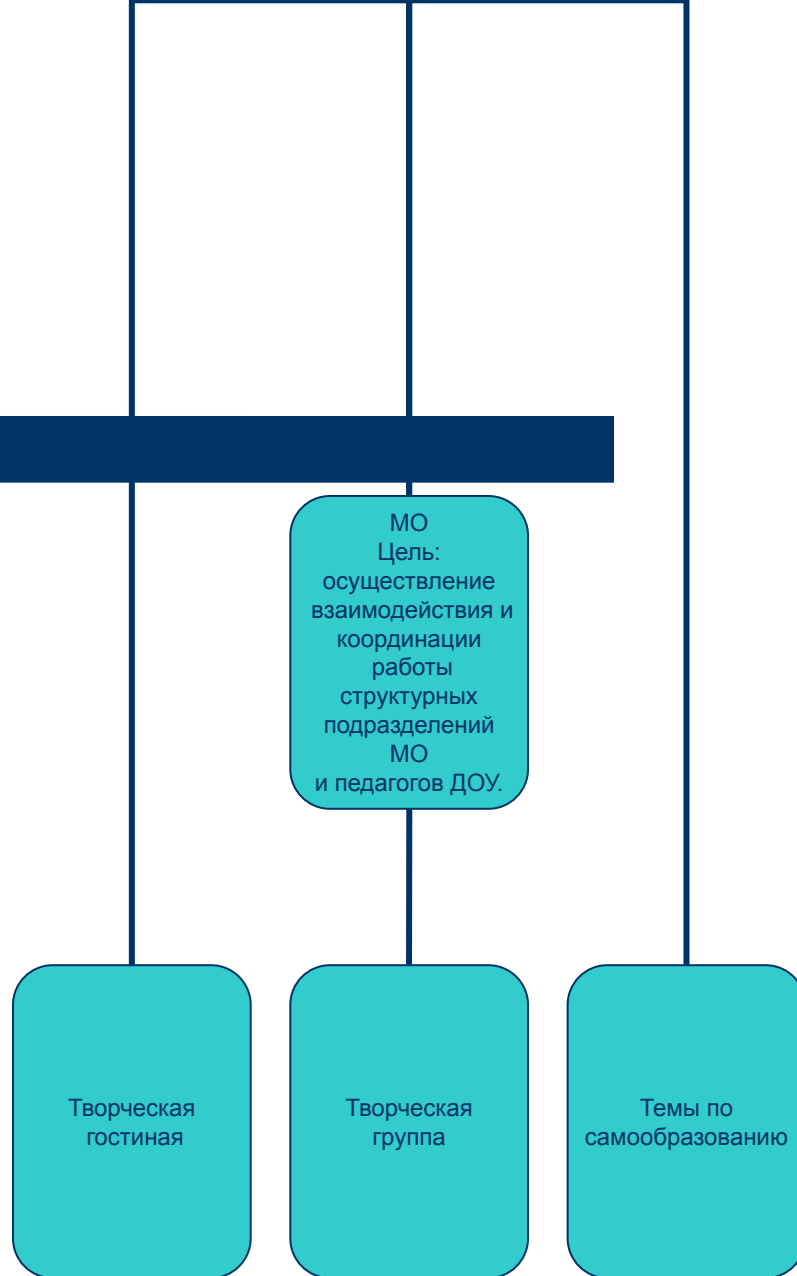 МО
Цель:
осуществление
взаимодействия и
координации
работы
структурных
подразделений
МО
и педагогов ДОУ.
Творческая
гостиная
Творческая
группа
Темы по
самообразованию